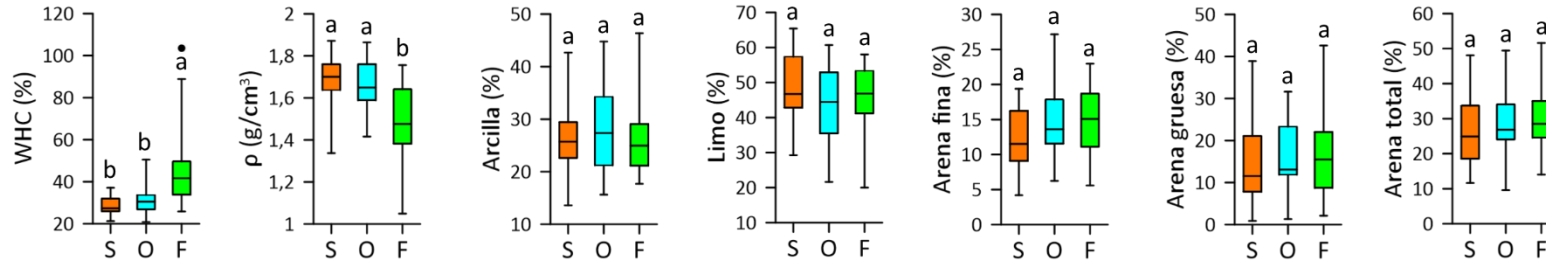 WHC (%)
120
100
80
60
40
20
b
b
a
S O F
ρ (g/cm³)
2
1,8
1,6
1,4
1,2
1
a
a
b
S O F
Arcilla (%)
50
40
30
20
10
a
a
a
S O F
Limo (%)
70
60
50
40
30
20
10
a
a
a
S O F
Arena fina (%)
30
25
20
15
10
5
0
a
a
a
S O F
Arena gruesa (%)
50
40
30
20
10
0
a
a
a
S O F
Arena total (%)
60
50
40
30
20
10
0
a
a
a
S O F